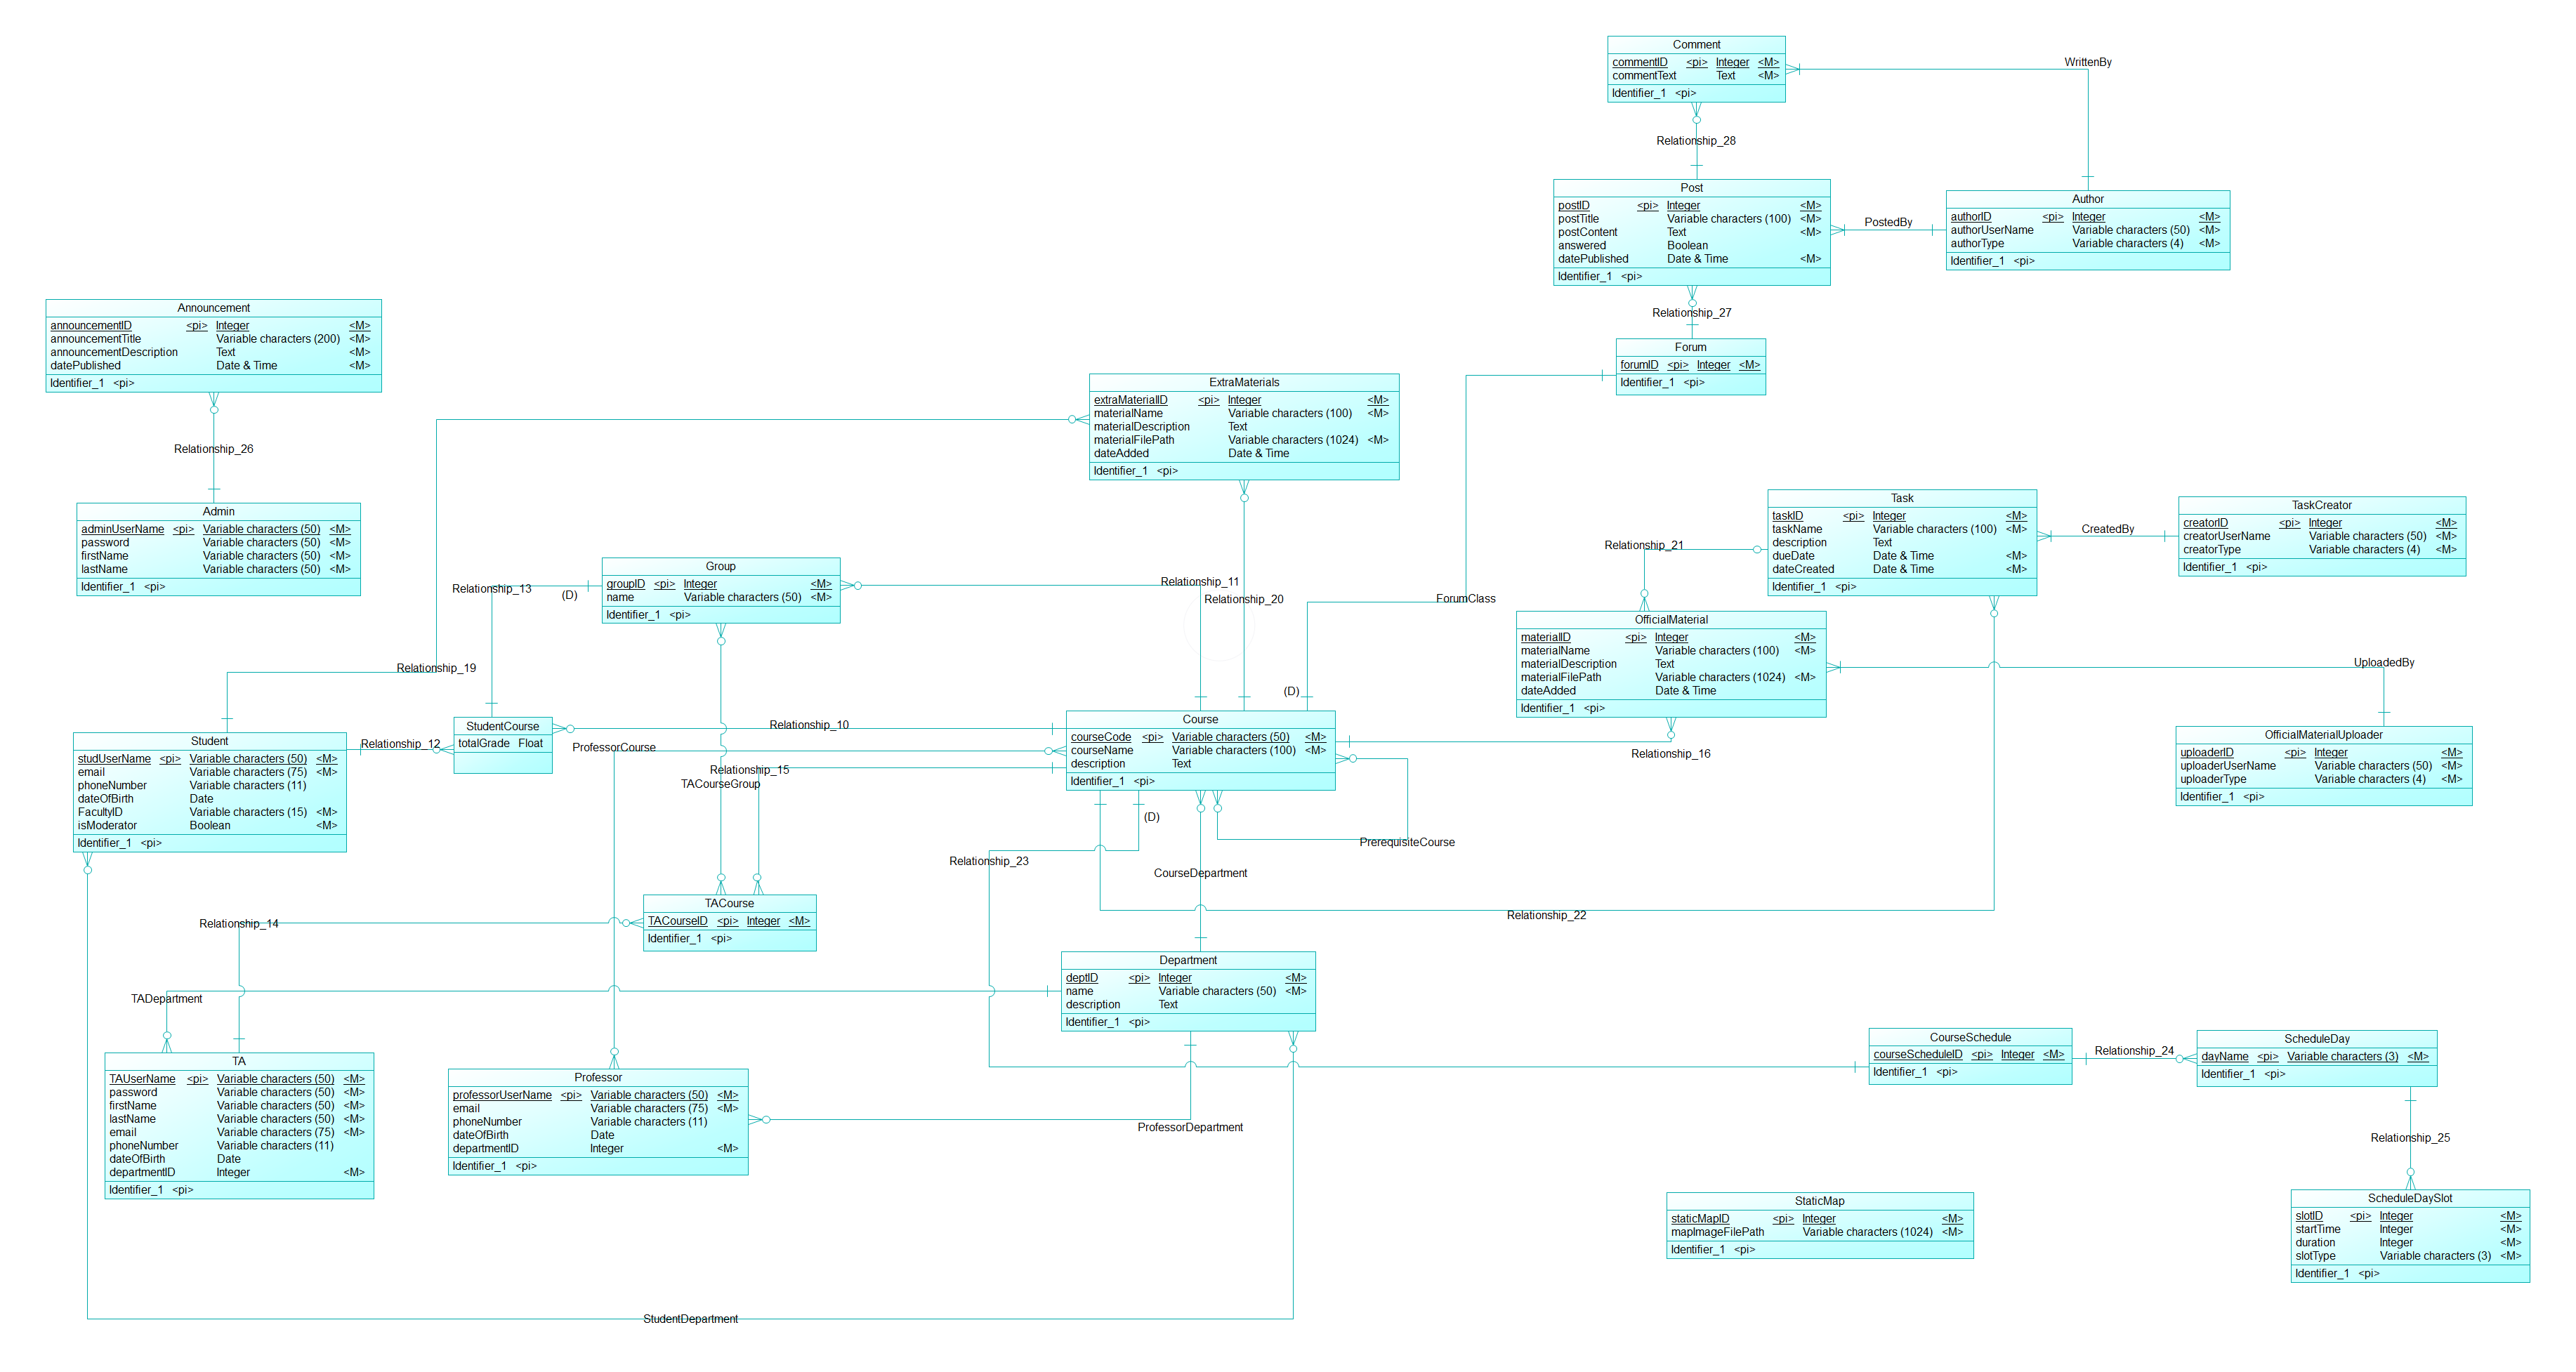 Comment
commentID <pi> Integer <M>
commentText Text <M>
Identifier_1 <pi>
WrittenBy
Relationship_28
Post
postID <pi> Integer <M>
postTitle Variable characters (100) <M>
postContent Text <M>
answered Boolean
datePublished Date & Time <M>
Identifier_1 <pi>
PostedBy
Author
authorID <pi> Integer <M>
authorUserName Variable characters (50) <M>
authorType Variable characters (4) <M>
Identifier_1 <pi>
Relationship_27
Forum
forumID <pi> Integer <M>
Identifier_1 <pi>
Announcement
announcementID <pi> Integer <M>
announcementTitle Variable characters (200) <M>
announcementDescription Text <M>
datePublished Date & Time <M>
Identifier_1 <pi>
Relationship_26
Admin
adminUserName <pi> Variable characters (50) <M>
password Variable characters (50) <M>
firstName Variable characters (50) <M>
lastName Variable characters (50) <M>
Identifier_1 <pi>
ExtraMaterials
extraMaterialID <pi> Integer <M>
materialName Variable characters (100) <M>
materialDescription Text
materialFilePath Variable characters (1024) <M>
dateAdded Date & Time
Identifier_1 <pi>
Task
taskID <pi> Integer <M>
taskName Variable characters (100) <M>
description Text
dueDate Date & Time <M>
dateCreated Date & Time <M>
Identifier_1 <pi>
CreatedBy
TaskCreator
creatorID <pi> Integer <M>
creatorUserName Variable characters (50) <M>
creatorType Variable characters (4) <M>
Identifier_1 <pi>
Relationship_21
Group
groupID <pi> Integer <M>
name Variable characters (50) <M>
Identifier_1 <pi>
Relationship_13
(D)
Relationship_11
Relationship_20
ForumClass
OfficialMaterial
materialID <pi> Integer <M>
materialName Variable characters (100) <M>
materialDescription Text
materialFilePath Variable characters (1024) <M>
dateAdded Date & Time
Identifier_1 <pi>
UploadedBy
Relationship_19
(D)
Student
studUserName <pi> Variable characters (50) <M>
email Variable characters (75) <M>
phoneNumber Variable characters (11)
dateOfBirth Date
FacultyID Variable characters (15) <M>
isModerator Boolean <M>
Identifier_1 <pi>
Relationship_12
StudentCourse
totalGrade Float
Relationship_10
ProfessorCourse
Relationship_15
TACourseGroup
Course
courseCode <pi> Variable characters (50) <M>
courseName Variable characters (100) <M>
description Text
Identifier_1 <pi>
Relationship_16
OfficialMaterialUploader
uploaderID <pi> Integer <M>
uploaderUserName Variable characters (50) <M>
uploaderType Variable characters (4) <M>
Identifier_1 <pi>
(D)
PrerequisiteCourse
Relationship_23
CourseDepartment
TACourse
TACourseID <pi> Integer <M>
Identifier_1 <pi>
Relationship_14
Relationship_22
Department
deptID <pi> Integer <M>
name Variable characters (50) <M>
description Text
Identifier_1 <pi>
TADepartment
TA
TAUserName <pi> Variable characters (50) <M>
password Variable characters (50) <M>
firstName Variable characters (50) <M>
lastName Variable characters (50) <M>
email Variable characters (75) <M>
phoneNumber Variable characters (11)
dateOfBirth Date
departmentID Integer <M>
Identifier_1 <pi>
Professor
professorUserName <pi> Variable characters (50) <M>
email Variable characters (75) <M>
phoneNumber Variable characters (11)
dateOfBirth Date
departmentID Integer <M>
Identifier_1 <pi>
ProfessorDepartment
CourseSchedule
courseScheduleID <pi> Integer <M>
Identifier_1 <pi>
Relationship_24
ScheduleDay
dayName <pi> Variable characters (3) <M>
Identifier_1 <pi>
Relationship_25
StaticMap
staticMapID <pi> Integer <M>
mapImageFilePath Variable characters (1024) <M>
Identifier_1 <pi>
ScheduleDaySlot
slotID <pi> Integer <M>
startTime Integer <M>
duration Integer <M>
slotType Variable characters (3) <M>
Identifier_1 <pi>
StudentDepartment